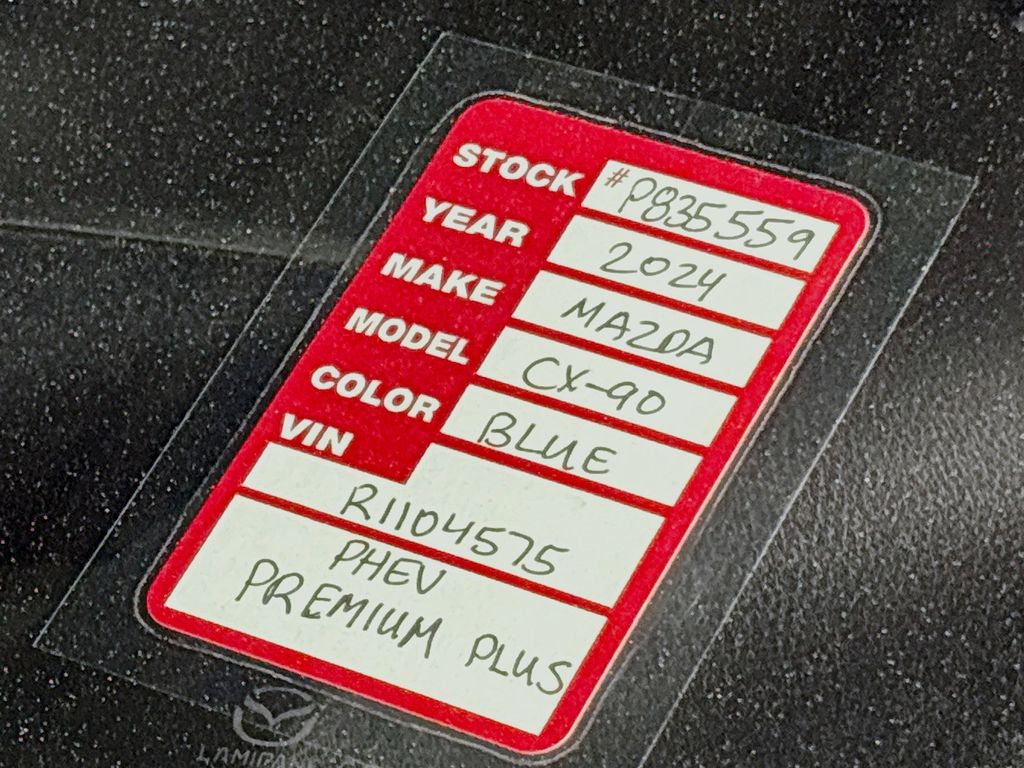 STOCK #P835559
YEAR 2024
MAKE MAZDA
MODEL CX-90
COLOR BLUE
VIN
R1104575
PHEV
PREMIUM PLUS